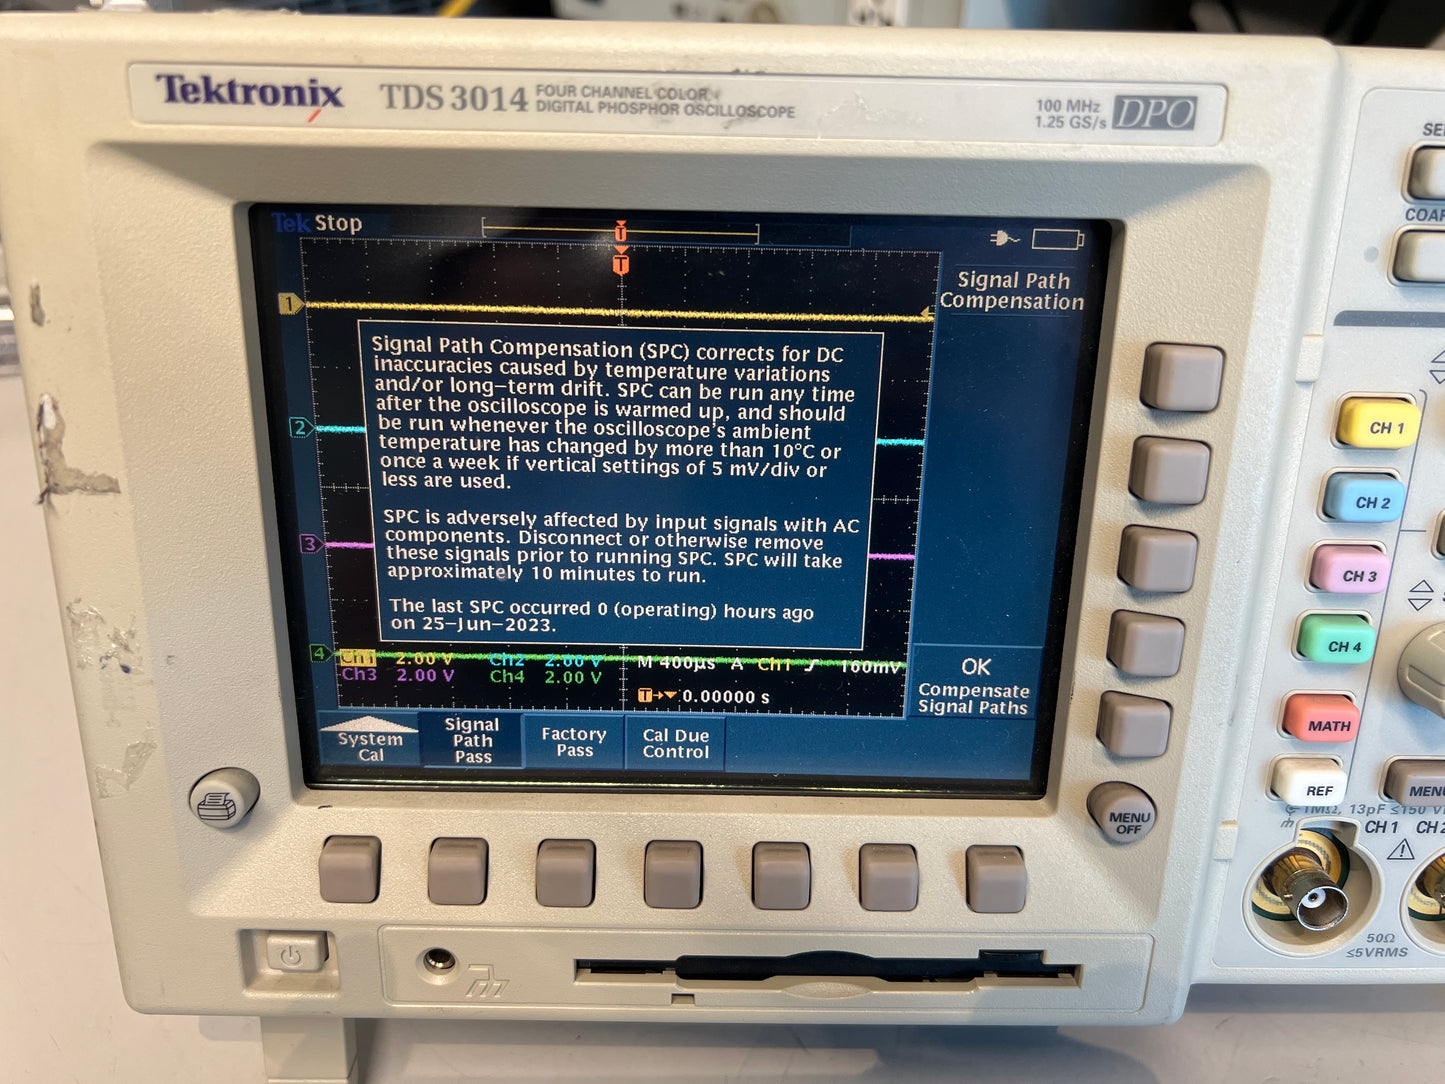 Tektronix TDS 3014 FOUR CHANNEL COLOR
DIGITAL PHOSPHOR OSCILLOSCOPE
100 MHz
1.25 GS/s DPO
Tek Stop
T
T
Signal Path
Compensation
1
2
3
4
Signal Path Compensation (SPC) corrects for DC
inaccuracies caused by temperature variations
and/or long-term drift. SPC can be run any time
after the oscilloscope is warmed up, and should
be run whenever the oscilloscope's ambient
temperature has changed by more than 10°C or
once a week if vertical settings of 5 mV/div or
less are used.
SPC is adversely affected by input signals with AC
components. Disconnect or otherwise remove
these signals prior to running SPC. SPC will take
approximately 10 minutes to run.
The last SPC occurred 0 (operating) hours ago
on 25-Jun-2023.
Ch1 2.00 V Ch2 2.00 V M 400µs A Ch1 160mV
Ch3 2.00 V Ch4 2.00 V
T 0.00000 s
OK
Compensate
Signal Paths
System
Cal
Signal
Path
Pass
Factory
Pass
Cal Due
Control
MENU
OFF
CH 1
CH 2
CH 3
CH 4
MATH
REF
MENU
1MΩ, 13pF ≤150 V
CH 1
CH 2
50Ω
≤5VRMS